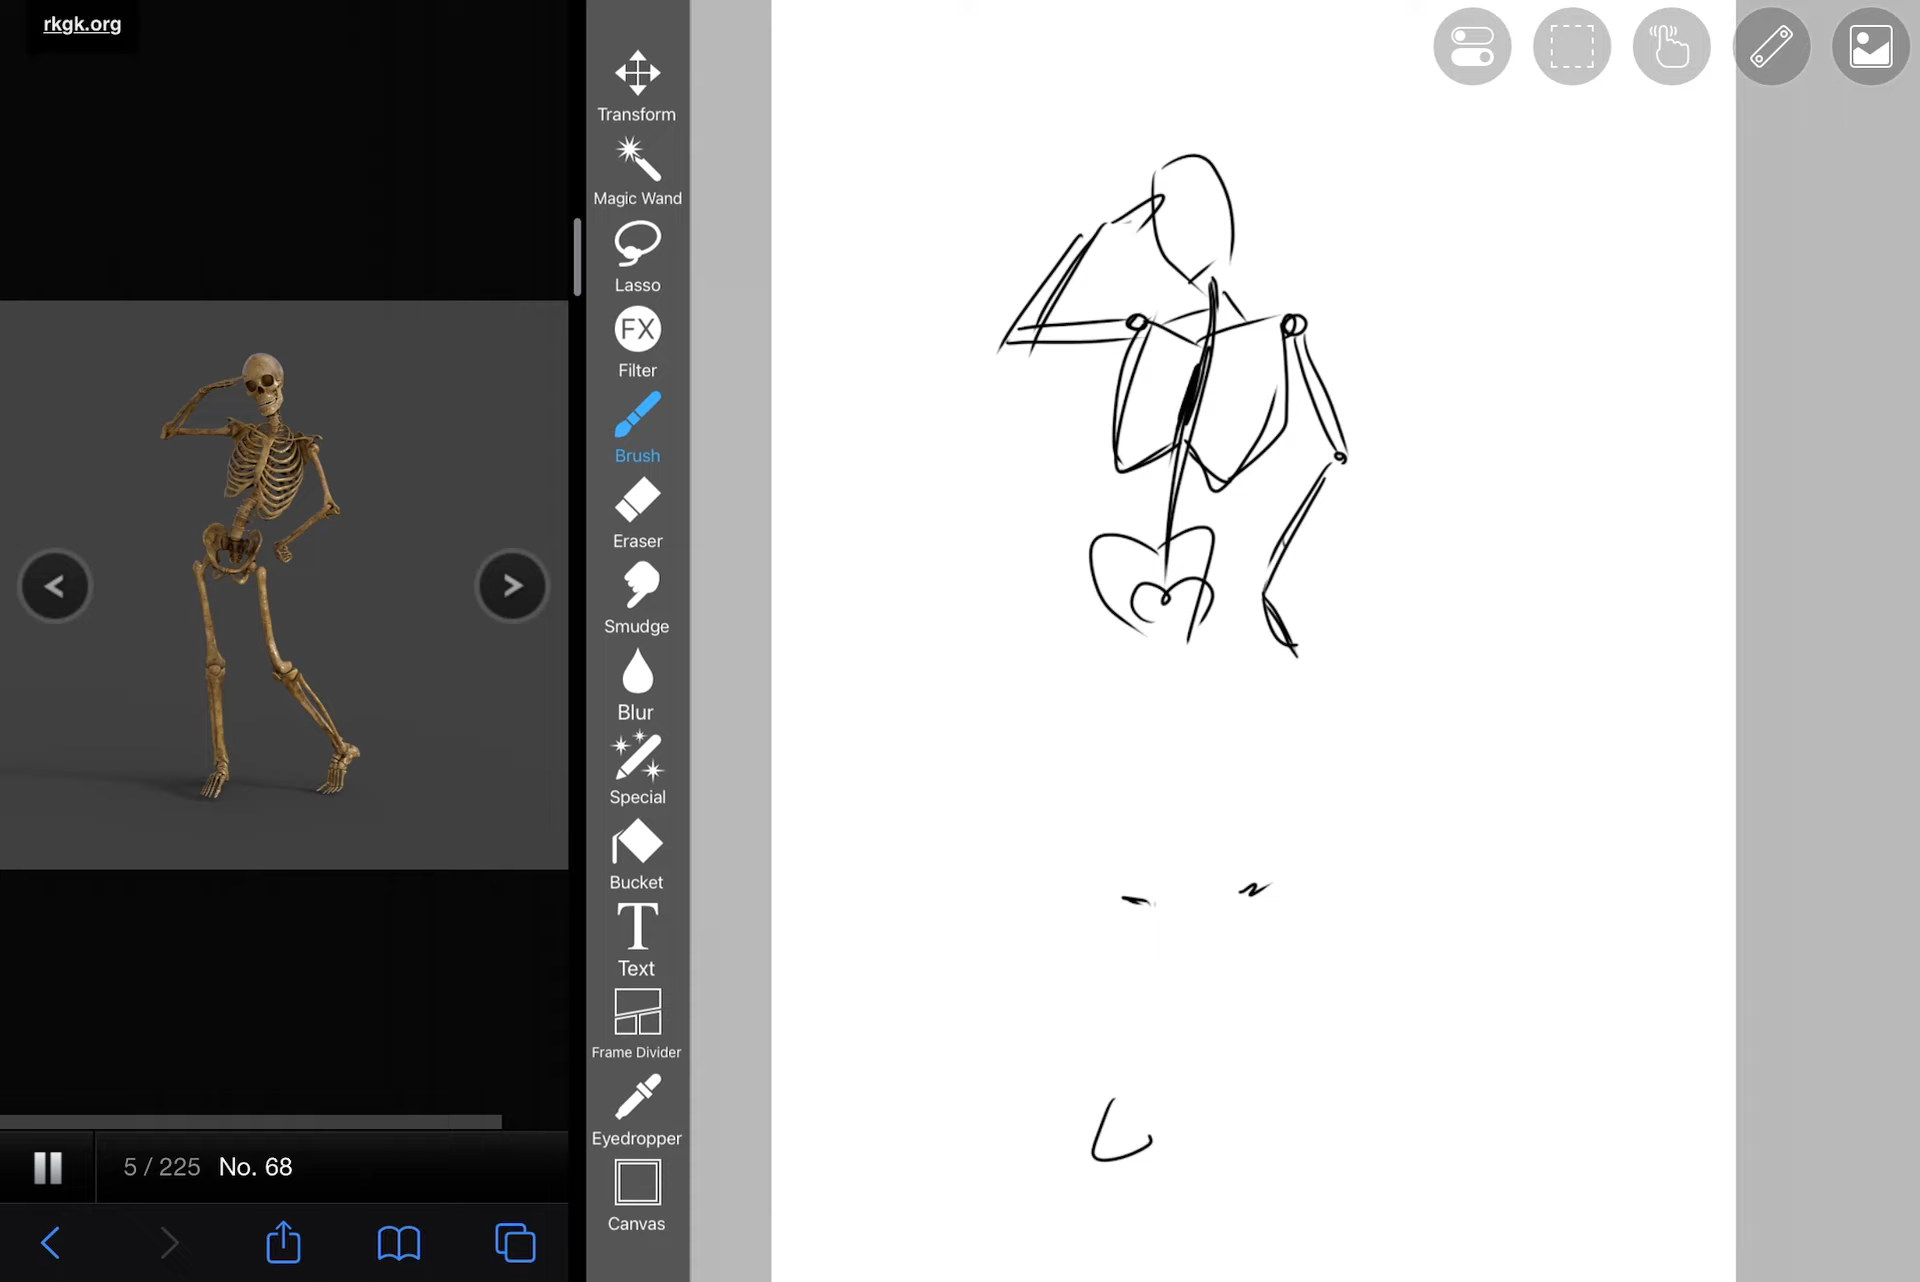 rkgk.org
Transform
Magic Wand
Lasso
FX
Filter
Brush
Eraser
Smudge
Blur
Special
Bucket
T
Text
Frame Divider
Eyedropper
Canvas
5 / 225 No. 68